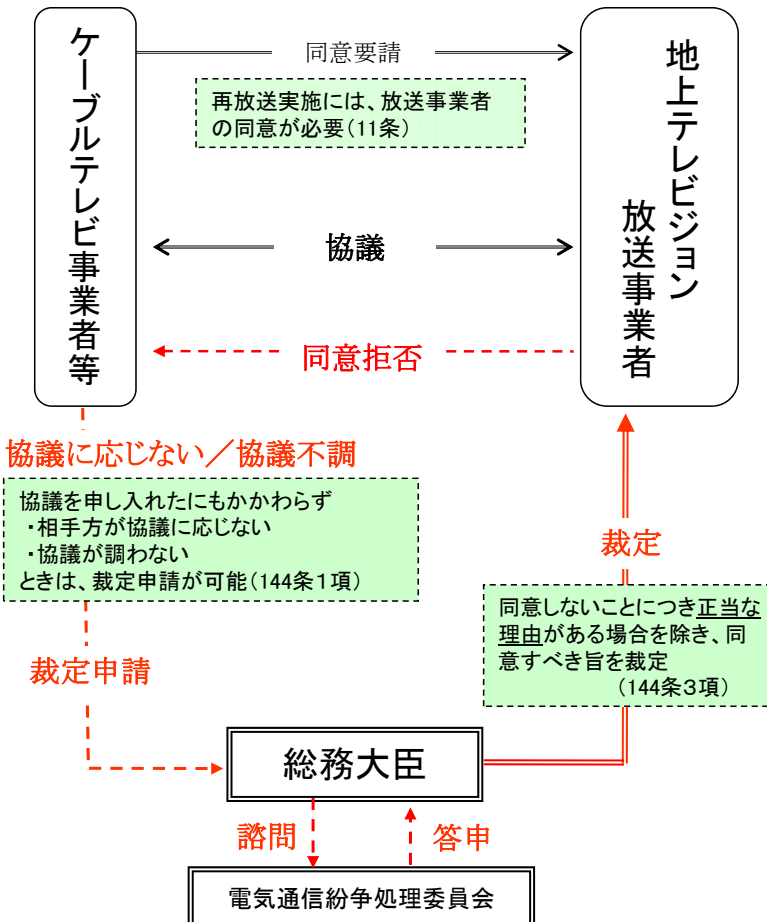 ケーブルテレビ事業者等
同意要請
地上テレビジョン
放送事業者
再放送実施には、放送事業者
の同意が必要(11条)
協議
同意拒否
協議に応じない／協議不調
協議を申し入れたにもかかわらず
・相手方が協議に応じない
・協議が調わない
ときは、裁定申請が可能(144条1項)
裁定
同意しないことにつき正当な
理由がある場合を除き、同
意すべき旨を裁定
(144条3項)
裁定申請
総務大臣
諮問
答申
電気通信紛争処理委員会